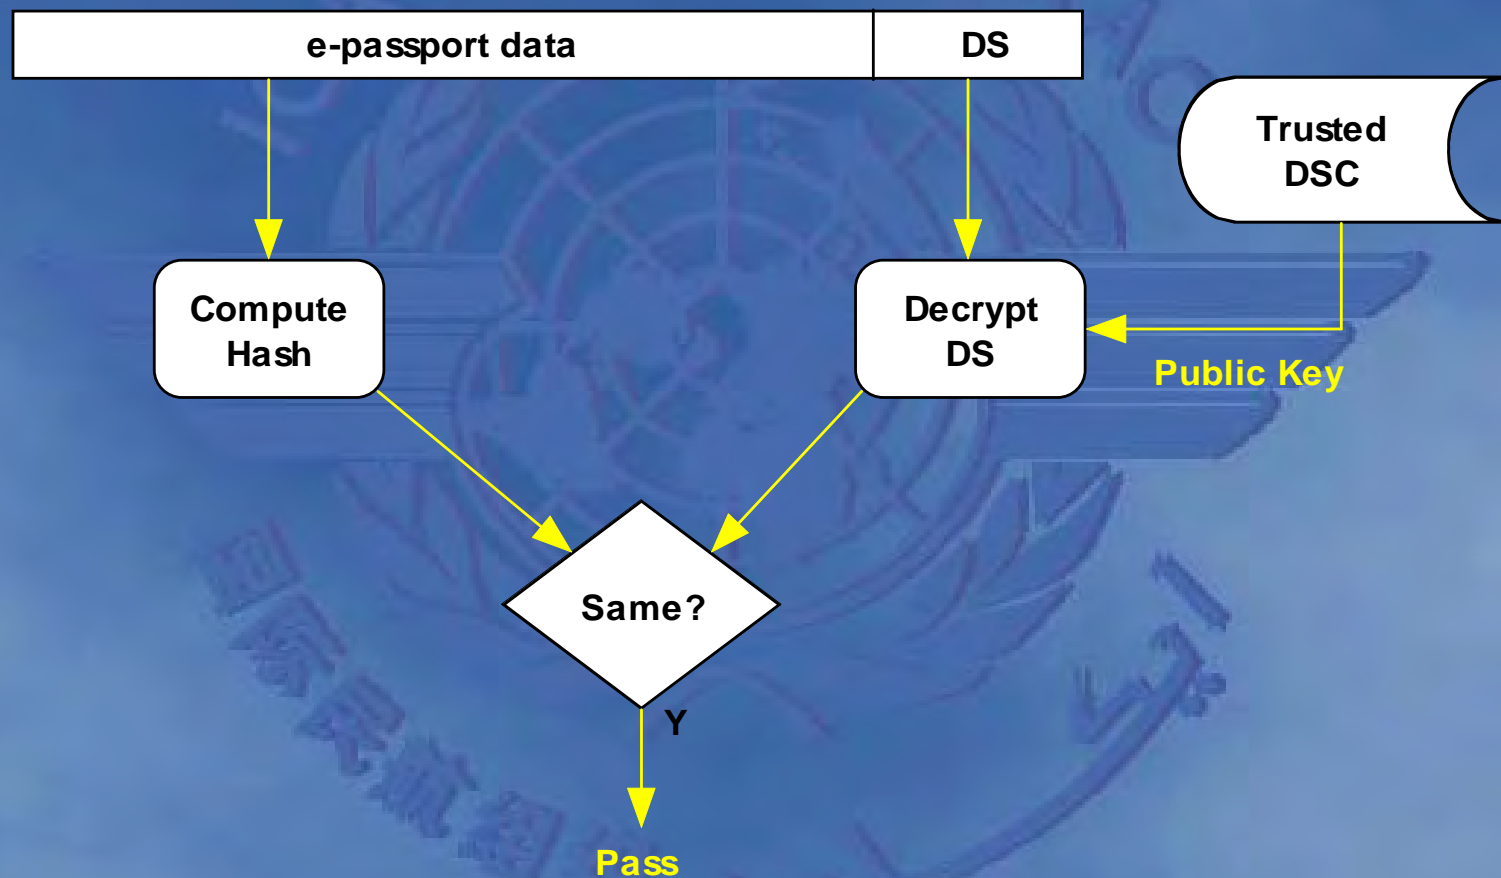 e-passport data
DS
Trusted
DSC
Compute
Hash
Decrypt
DS
Public Key
Same?
Y
Pass